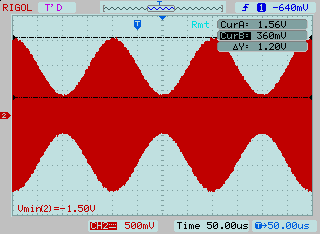 RIGOL T'D T f 1 -640mV
T
Rmt CurA: 1.56V
CurB: 360mV
ΔY: 1.20V
2
Vmin(2)=-1.50V
CH2 500mV Time 50.00us T→50.00us